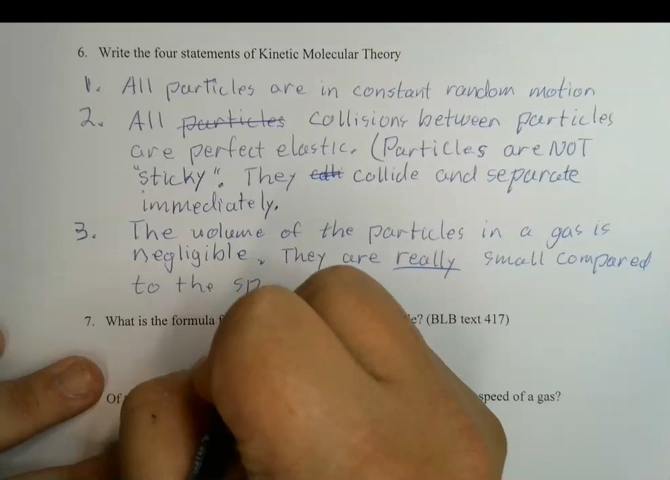 6. Write the four statements of Kinetic Molecular Theory
1. All particles are in constant random motion
2. All particles collisions between particles
are perfect elastic. (Particles are NOT
"sticky". They collide and separate
immediately.
3. The volume of the particles in a gas is
negligible. They are really small compared
to the sp
7. What is the formula e? (BLB text 417)
Of speed of a gas?